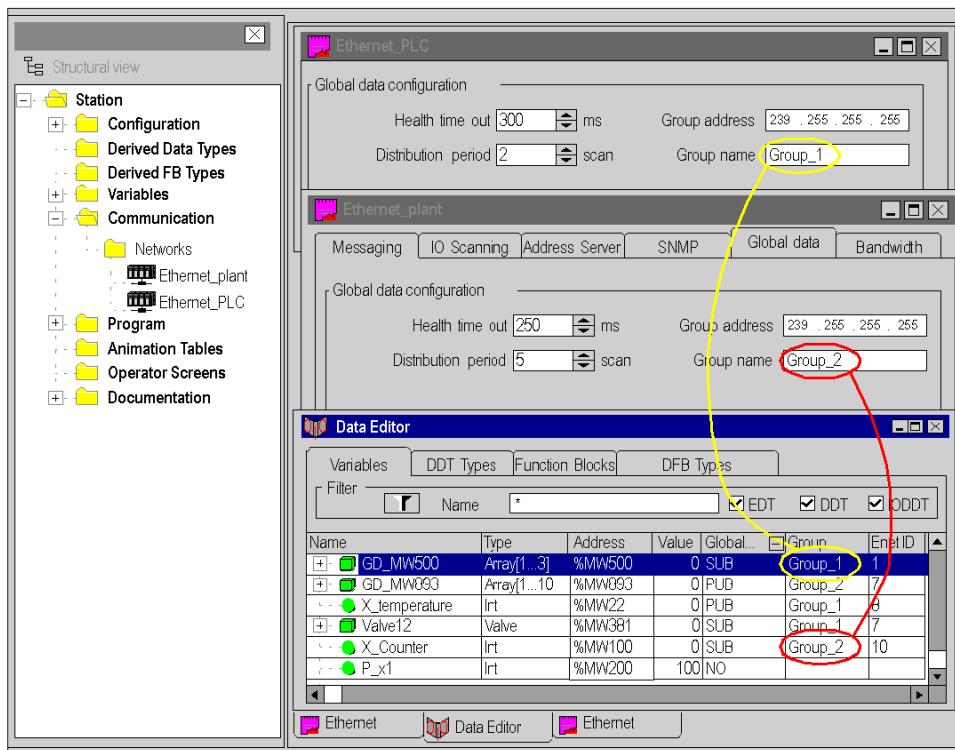 Structural view
Station
Configuration
Derived Data Types
Derived FB Types
Variables
Communication
Networks
Ethernet_plant
Ethernet_PLC
Program
Animation Tables
Operator Screens
Documentation
Ethernet_PLC
Global data configuration
Health time out 300 ms Group address 239 . 255 . 255 . 255
Distribution period 2 scan Group name Group_1
Ethernet_plant
Messaging IO Scanning Address Server SNMP Global data Bandwidth
Global data configuration
Health time out 250 ms Group address 239 . 255 . 255 . 255
Distribution period 5 scan Group name Group_2
Data Editor
Variables DDT Types Function Blocks DFB Types
Filter
Name * EDT DDT IODDT
Name Type Address Value Global... Group Enet ID
GD_MW500 Array[1...3] %MW500 0 SUB Group_1 1
GD_MW893 Array[1...10 %MW893 0 PUB Group_2 7
X_temperature Irt %MW22 0 PUB Group_1 8
Valve12 Valve %MW381 0 SUB Group_1 7
X_Counter Irt %MW100 0 SUB Group_2 10
P_x1 Irt %MW200 100 NO
Ethernet Data Editor Ethernet